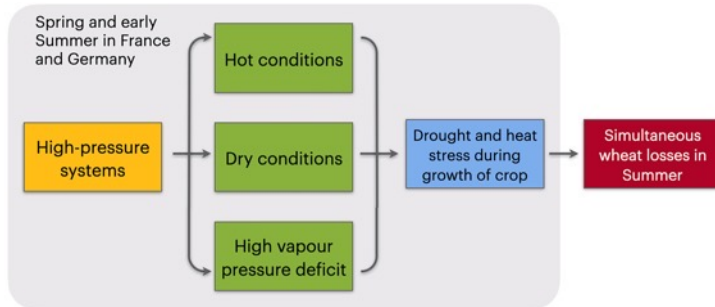 Spring and early
Summer in France
and Germany
Hot conditions
High-pressure
systems
Dry conditions
Drought and heat
stress during
growth of crop
Simultaneous
wheat losses in
Summer
High vapour
pressure deficit